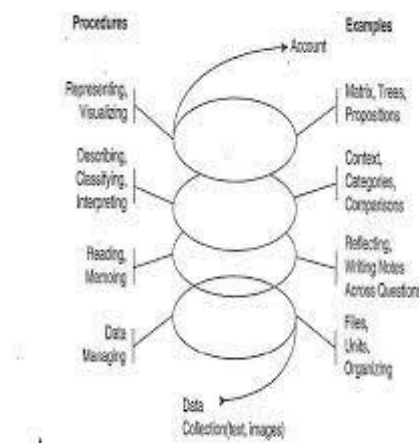 Procedures
Examples
Account
Representing,
Visualizing
Matrix, Trees,
Propositions
Describing,
Classifying,
Interpreting
Context,
Categories,
Comparisons
Reading,
Memoing
Reflecting,
Writing Notes
Across Questions
Data
Managing
Files,
Units,
Organizing
Data
Collection(text, images)